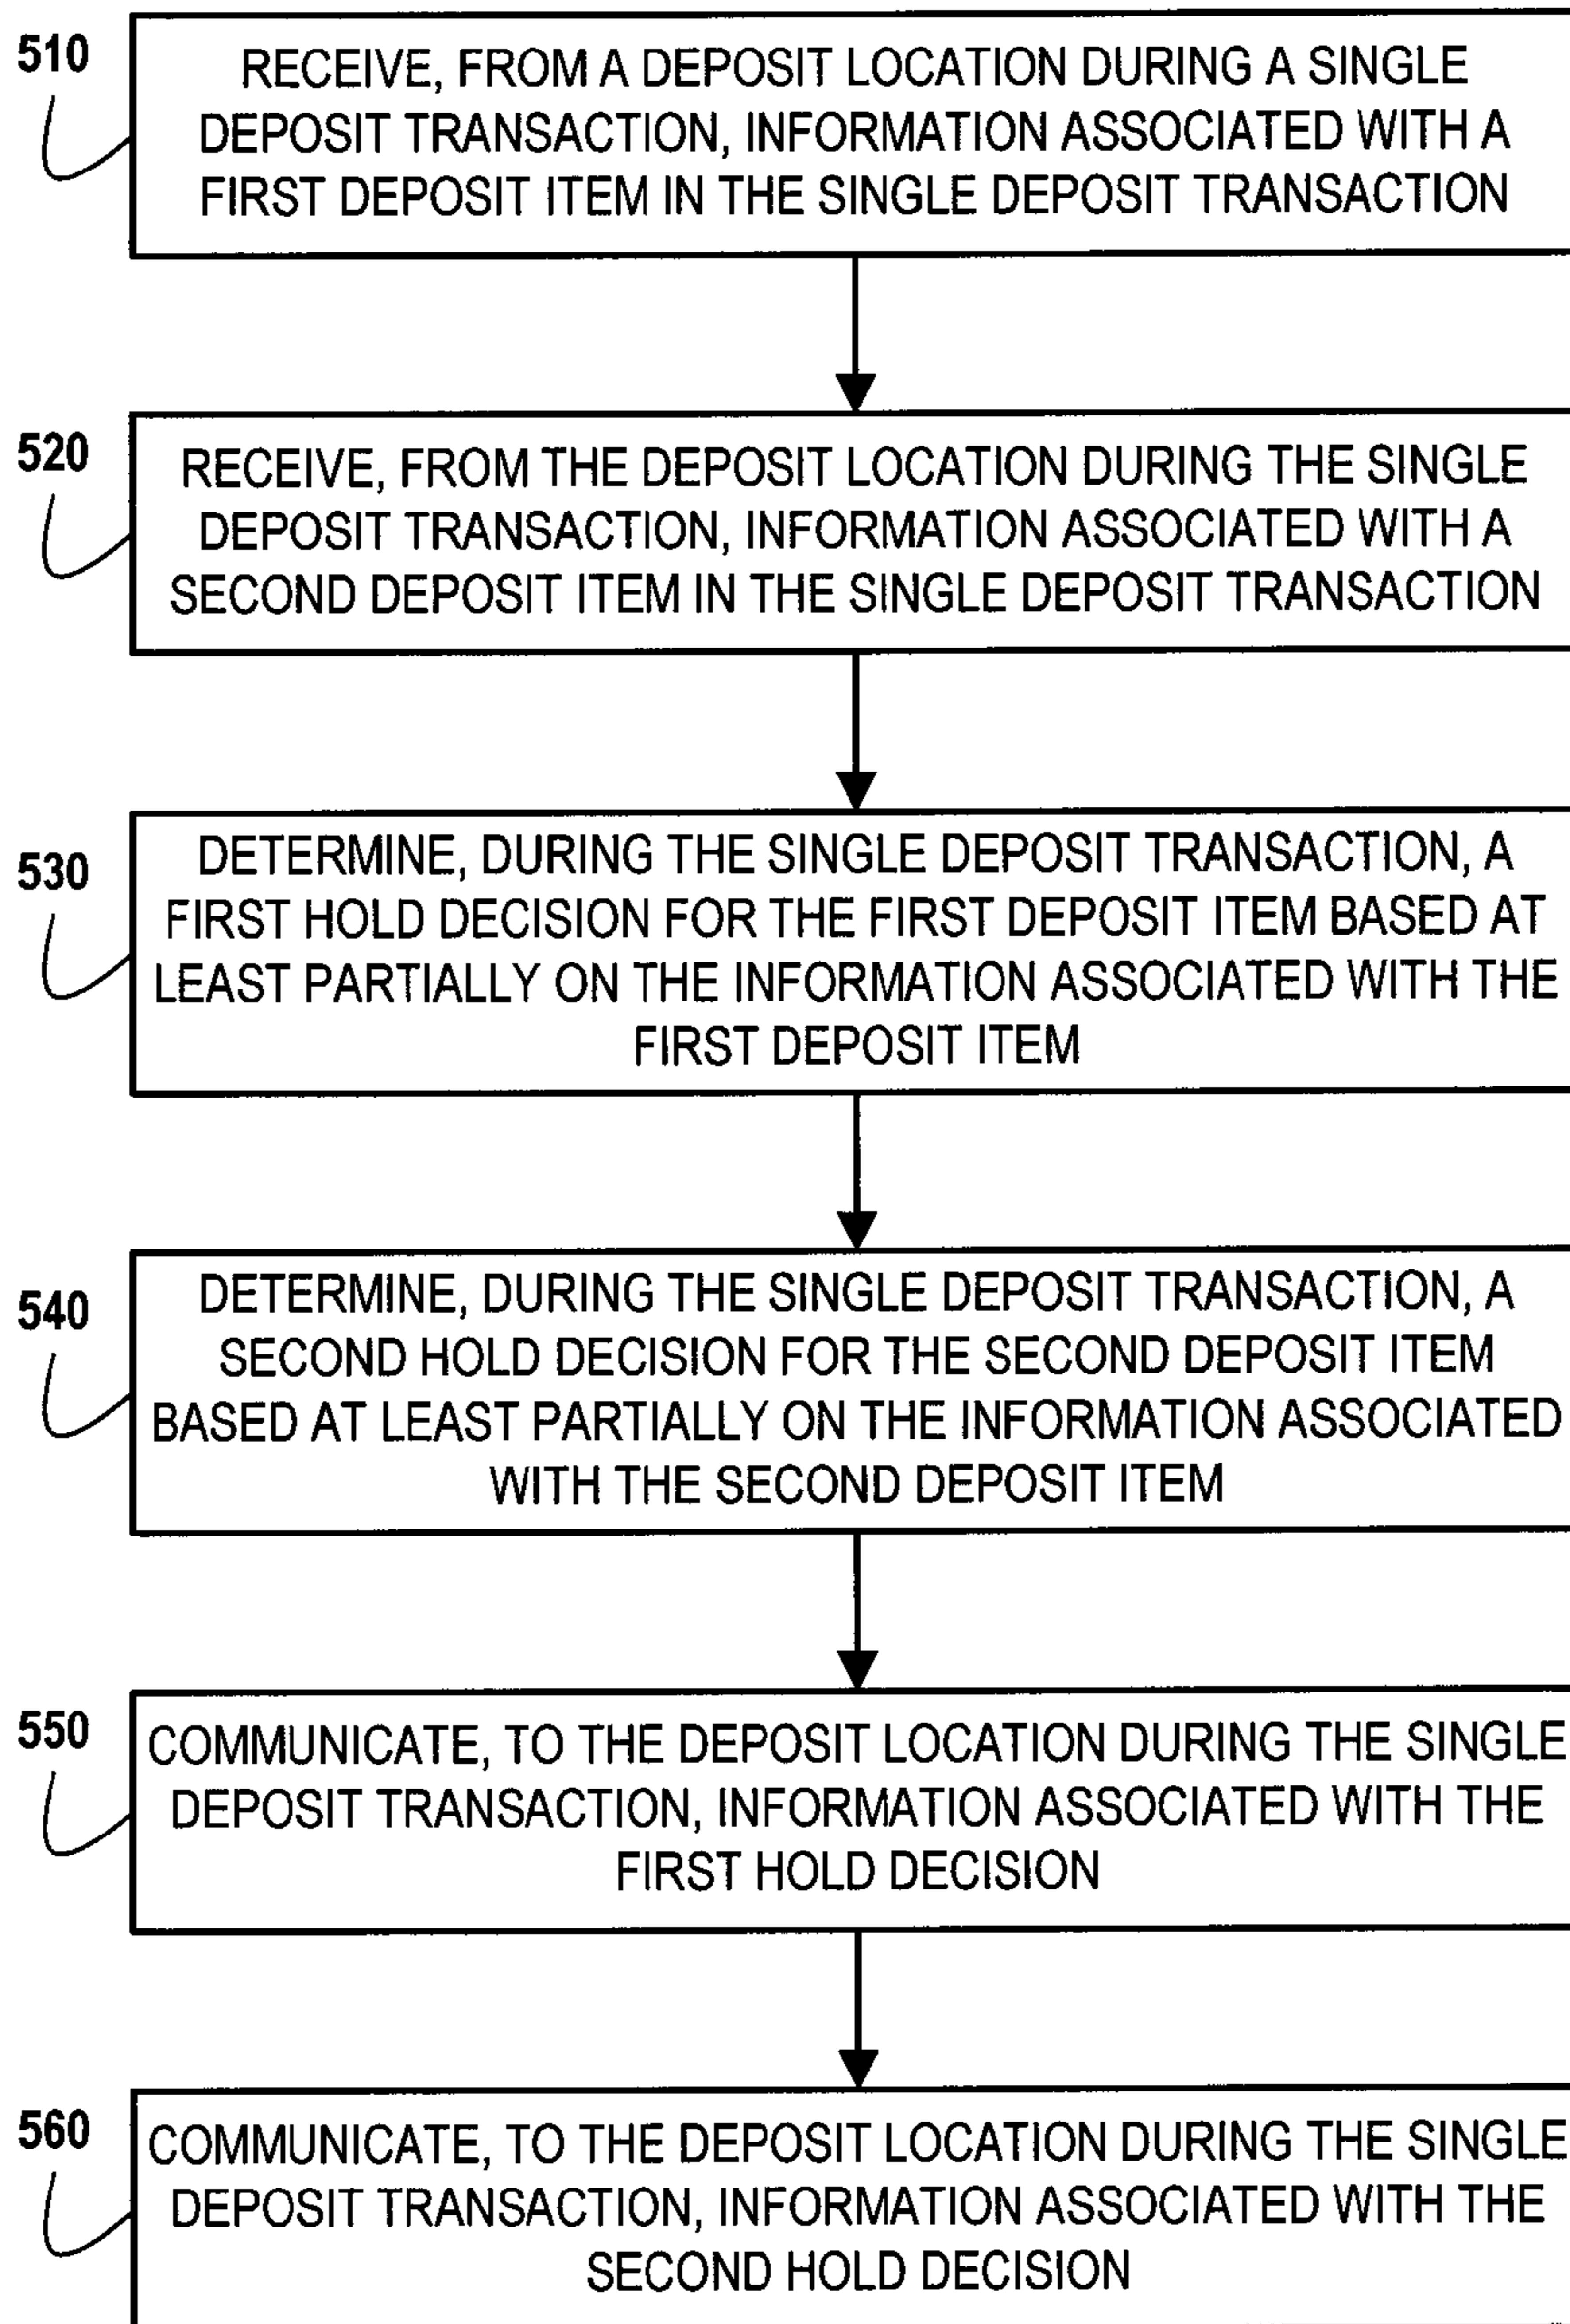 510
RECEIVE, FROM A DEPOSIT LOCATION DURING A SINGLE
DEPOSIT TRANSACTION, INFORMATION ASSOCIATED WITH A
FIRST DEPOSIT ITEM IN THE SINGLE DEPOSIT TRANSACTION
520
RECEIVE, FROM THE DEPOSIT LOCATION DURING THE SINGLE
DEPOSIT TRANSACTION, INFORMATION ASSOCIATED WITH A
SECOND DEPOSIT ITEM IN THE SINGLE DEPOSIT TRANSACTION
530
DETERMINE, DURING THE SINGLE DEPOSIT TRANSACTION, A
FIRST HOLD DECISION FOR THE FIRST DEPOSIT ITEM BASED AT
LEAST PARTIALLY ON THE INFORMATION ASSOCIATED WITH THE
FIRST DEPOSIT ITEM
540
DETERMINE, DURING THE SINGLE DEPOSIT TRANSACTION, A
SECOND HOLD DECISION FOR THE SECOND DEPOSIT ITEM
BASED AT LEAST PARTIALLY ON THE INFORMATION ASSOCIATED
WITH THE SECOND DEPOSIT ITEM
550
COMMUNICATE, TO THE DEPOSIT LOCATION DURING THE SINGLE
DEPOSIT TRANSACTION, INFORMATION ASSOCIATED WITH THE
FIRST HOLD DECISION
560
COMMUNICATE, TO THE DEPOSIT LOCATION DURING THE SINGLE
DEPOSIT TRANSACTION, INFORMATION ASSOCIATED WITH THE
SECOND HOLD DECISION